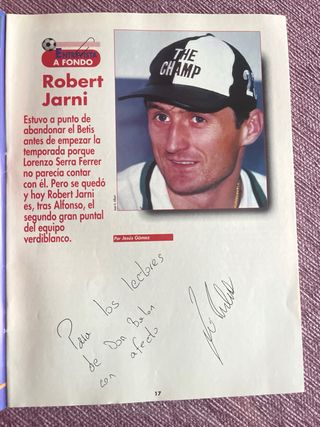 ENTREVISTA
A FONDO
Robert
Jarni
Estuvo a punto de
abandonar el Betis
antes de empezar la
temporada porque
Lorenzo Serra Ferrer
no parecía contar
con él. Pero se quedó
y hoy Robert Jarni
es, tras Alfonso, el
segundo gran puntal
del equipo
verdiblanco.
THE
CHAMP
Por Jesús Gómez
Para los lectores
de Don Balon
con afecto
17